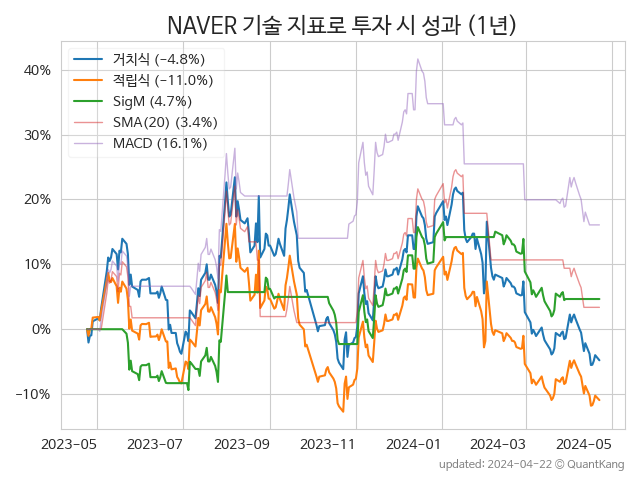 NAVER 기술 지표로 투자 시 성과 (1년)
거치식 (−4.8%)
적립식 (−11.0%)
SigM (4.7%)
SMA(20) (3.4%)
MACD (16.1%)
40%
30%
20%
10%
0%
−10%
2023-05 2023-07 2023-09 2023-11 2024-01 2024-03 2024-05
updated: 2024-04-22 © QuantKang